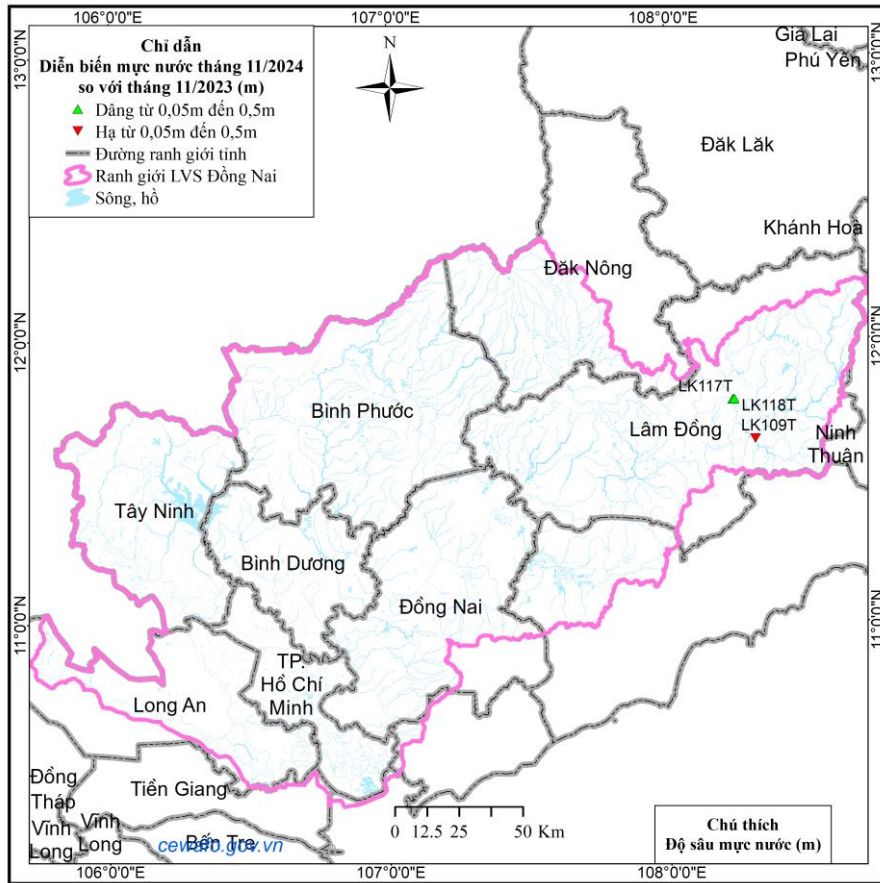 106°0'0"E
107°0'0"E
108°0'0"E
13°0'0"N
13°0'0"N
Chỉ dẫn
Diễn biến mực nước tháng 11/2024
so với tháng 11/2023 (m)
Dâng từ 0,05m đến 0,5m
Hạ từ 0,05m đến 0,5m
Đường ranh giới tỉnh
Ranh giới LVS Đồng Nai
Sông, hồ
N
Gia Lai
Phú Yên
Đăk Lăk
Khánh Hoà
Đăk Nông
12°0'0"N
12°0'0"N
Bình Phước
LK117T
LK118T
LK109T
Lâm Đồng
Ninh
Thuận
Tây Ninh
Bình Dương
Đồng Nai
11°0'0"N
11°0'0"N
TP.
Hồ Chí
Minh
Long An
Tiền Giang
Đồng
Tháp
Vĩnh
Long
Vĩnh
Long
Bến Tre
cewafo.gov.vn
0 12.5 25 50 Km
Chú thích
Độ sâu mực nước (m)
106°0'0"E
107°0'0"E
108°0'0"E